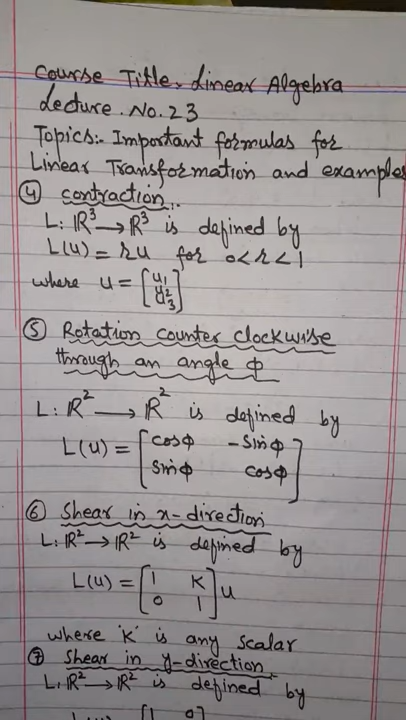 Course Title. Linear Algebra
Lecture. No. 23
Topics:- Important formulas for
Linear Transformation and examples
④ contraction..
L: ℝ³ → ℝ³ is defined by
L(u) = ru for 0<r<1
where u = [u1 u2 u3]
⑤ Rotation counter clockwise
through an angle ϕ
L: ℝ² → ℝ² is defined by
L(u) = [cosϕ -Sinϕ
Sinϕ cosϕ]
⑥ Shear in x-direction
L: ℝ² → ℝ² is defined by
L(u) = [1 K
0 1] u
where 'K' is any scalar
⑦ Shear in y-direction.
L: ℝ² → ℝ² is defined by
[1 0]